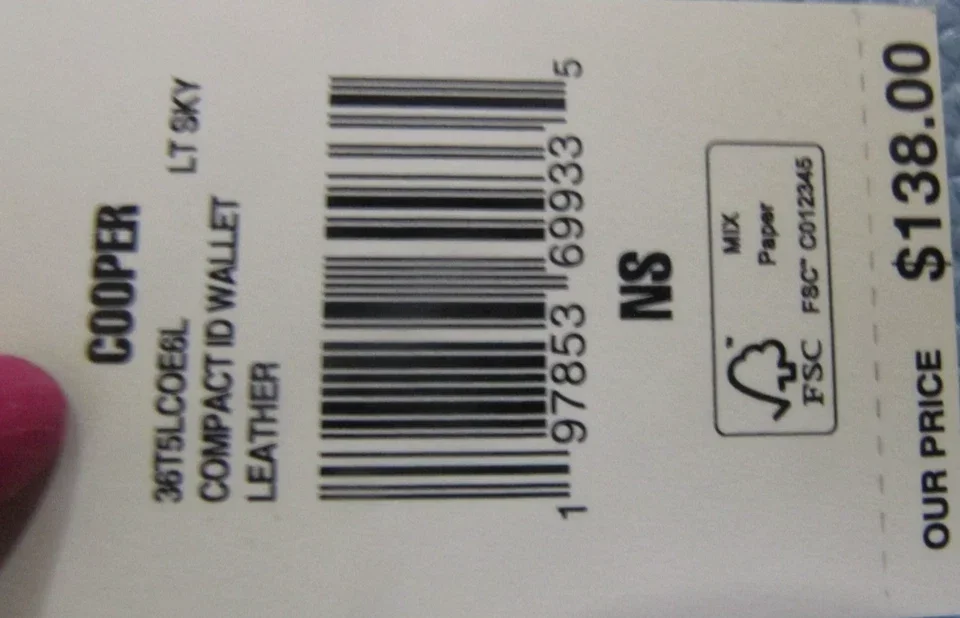 COOPER
36T5LCOE6L LT SKY
COMPACT ID WALLET
LEATHER
1 97853 69933 5
NS
MIX
Paper
FSC FSC™ C012345
OUR PRICE $138.00